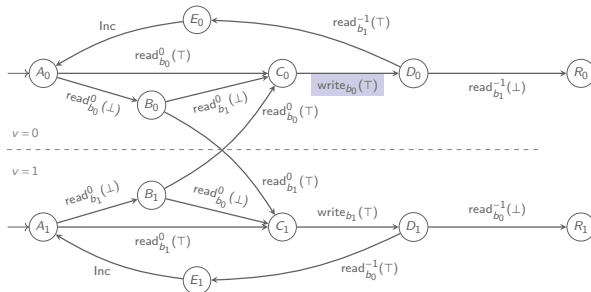 E₀
Inc
read⁻¹_b₁(⊤)
A₀
read⁰_b₀(⊤)
C₀
write_b₀(⊤)
D₀
read⁻¹_b₁(⊥)
R₀
read⁰_b₀(⊥)
B₀
read⁰_b₁(⊥)
read⁰_b₀(⊤)
v=0
v=1
read⁰_b₁(⊤)
read⁰_b₁(⊥)
B₁
read⁰_b₀(⊥)
A₁
read⁰_b₁(⊤)
C₁
write_b₁(⊤)
D₁
read⁻¹_b₀(⊥)
R₁
Inc
read⁻¹_b₀(⊤)
E₁